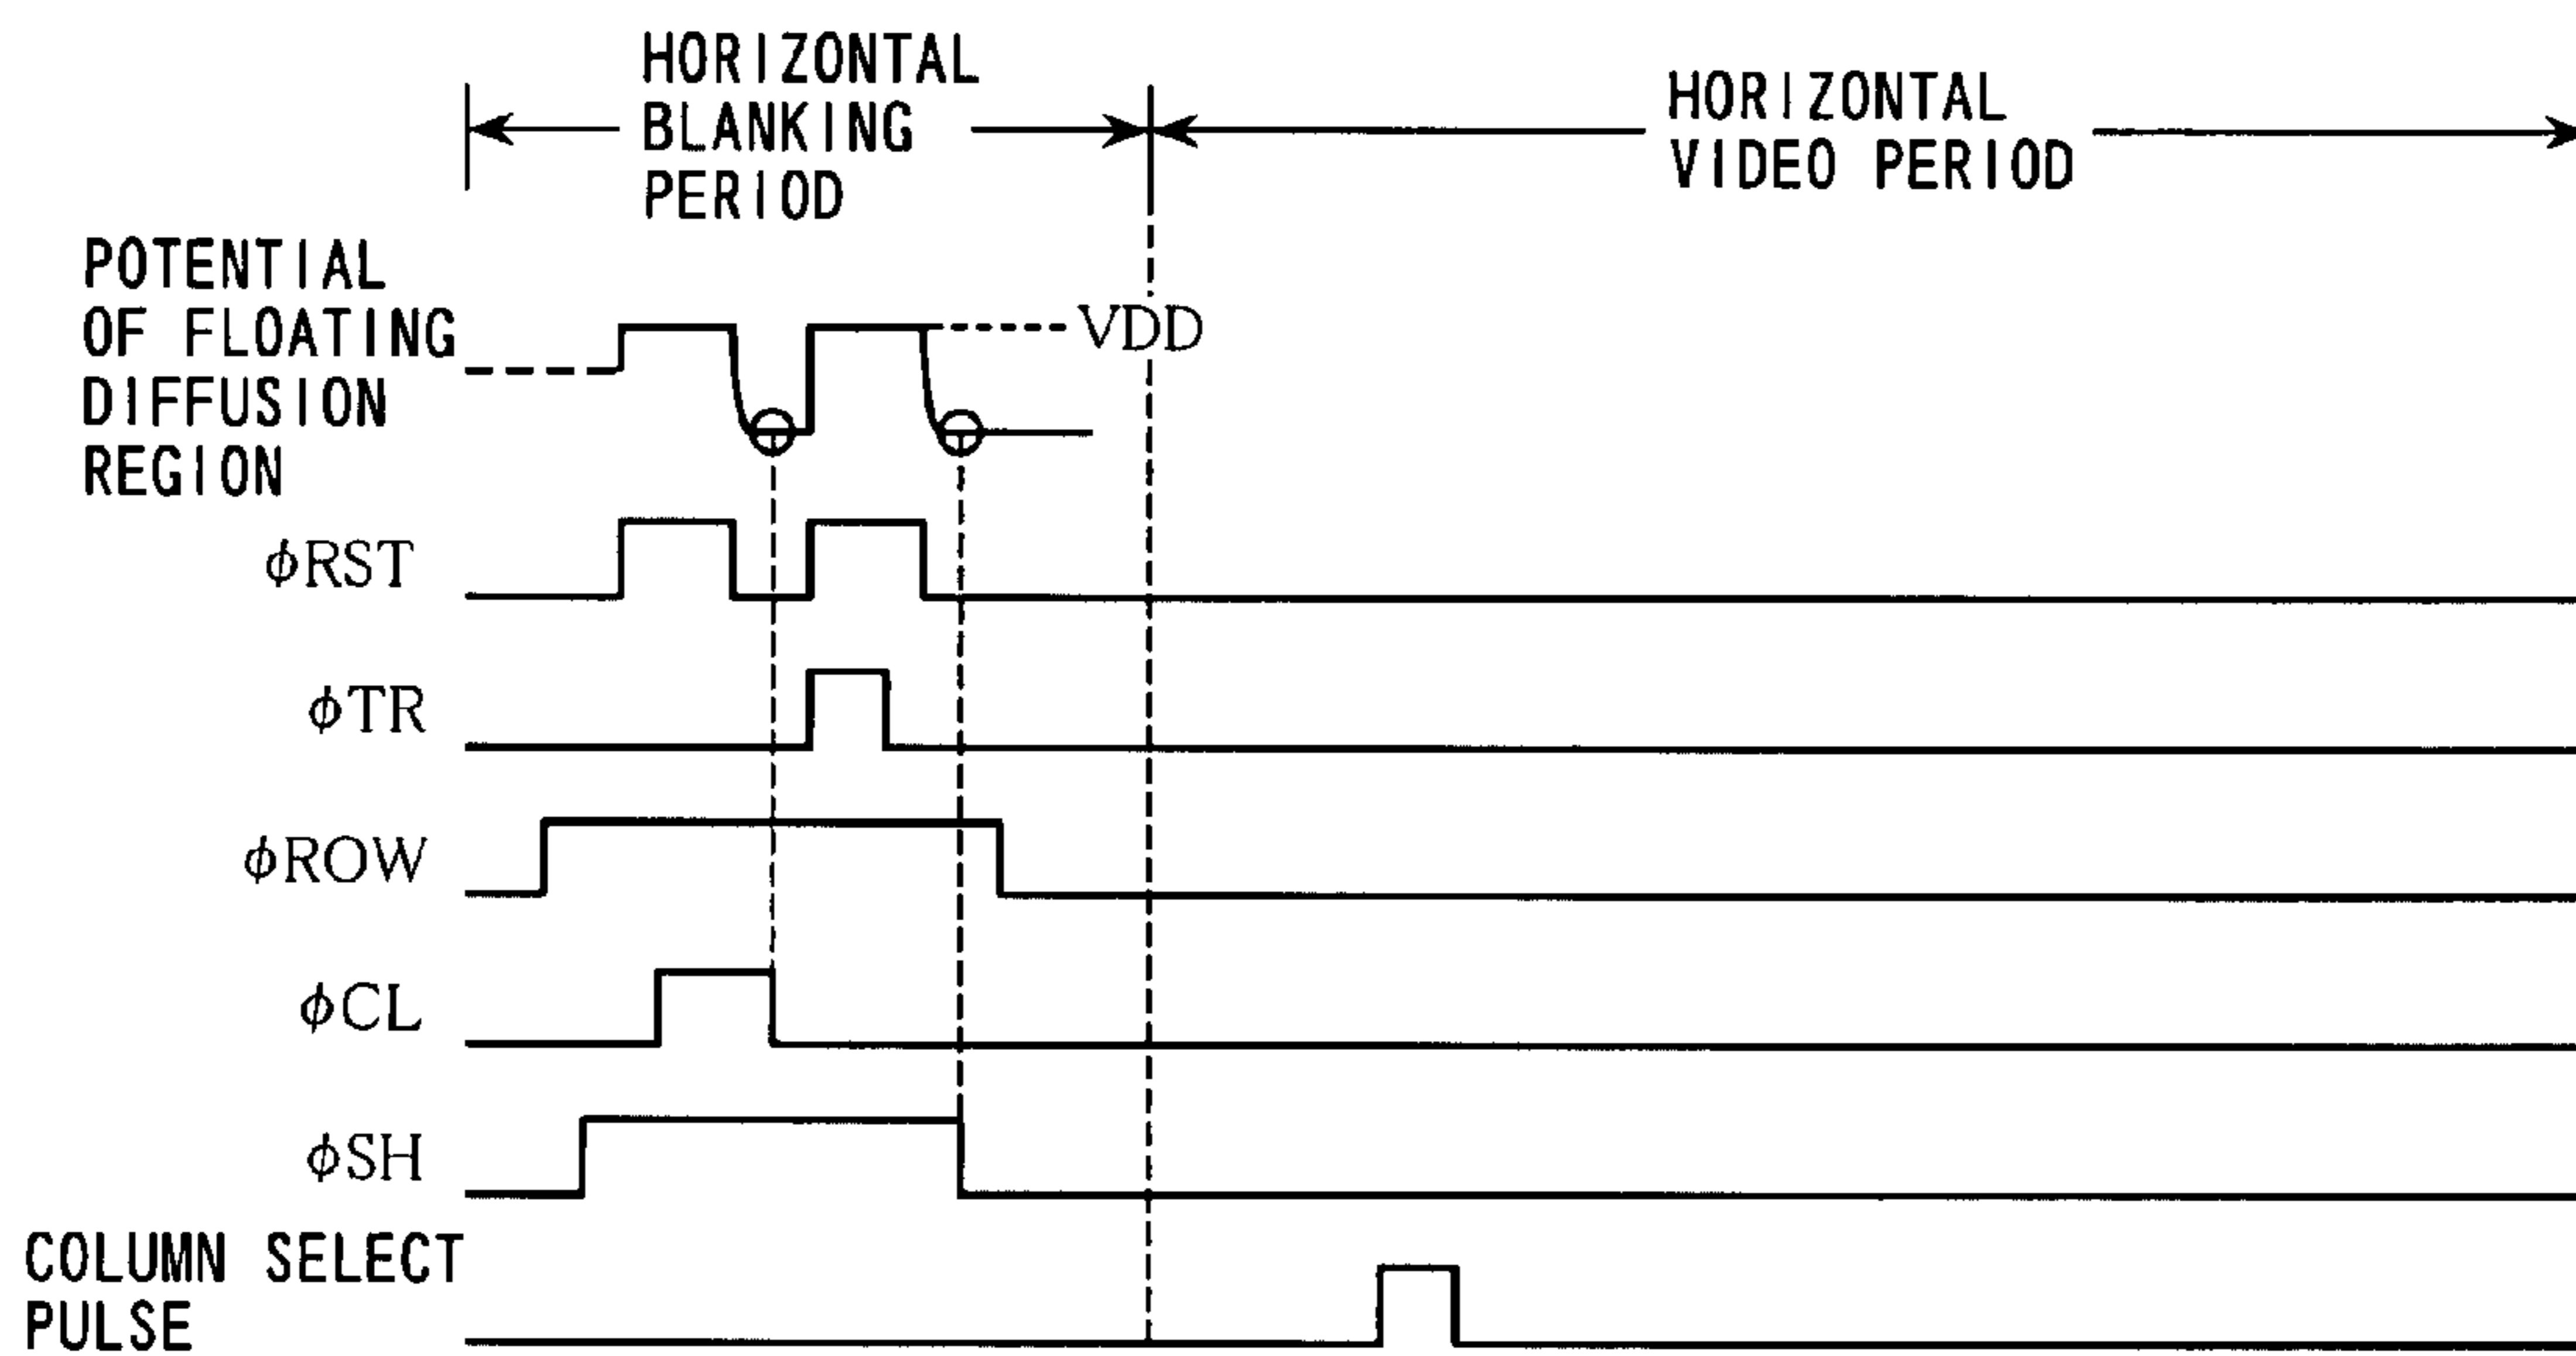 HORIZONTAL
BLANKING
PERIOD
HORIZONTAL
VIDEO PERIOD
POTENTIAL
OF FLOATING
DIFFUSION
REGION
VDD
ϕRST
ϕTR
ϕROW
ϕCL
ϕSH
COLUMN SELECT
PULSE